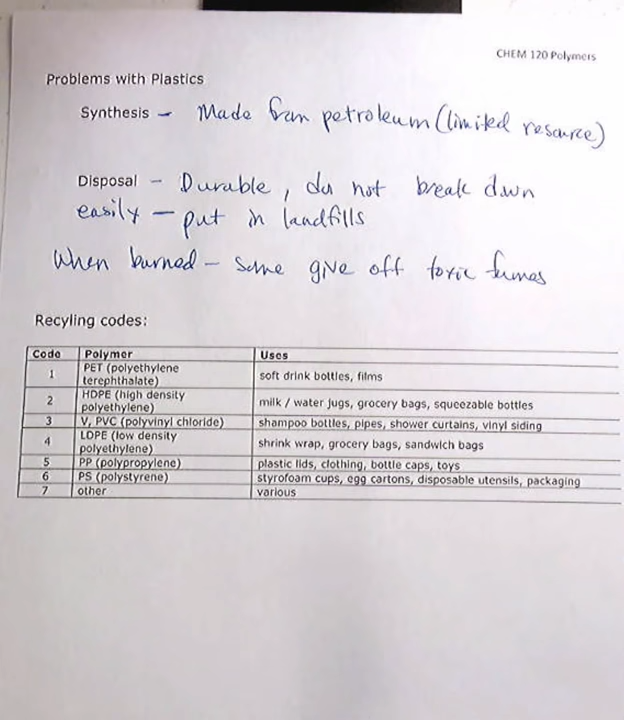 CHEM 120 Polymers
Problems with Plastics
Synthesis – Made from petroleum (limited resource)
Disposal – Durable, do not break down
easily – put in landfills
When burned – some give off toxic fumes
Recyling codes:
Code Polymer Uses
1 PET (polyethylene terephthalate) soft drink bottles, films
2 HDPE (high density polyethylene) milk / water jugs, grocery bags, squeezable bottles
3 V, PVC (polyvinyl chloride) shampoo bottles, pipes, shower curtains, vinyl siding
4 LDPE (low density polyethylene) shrink wrap, grocery bags, sandwich bags
5 PP (polypropylene) plastic lids, clothing, bottle caps, toys
6 PS (polystyrene) styrofoam cups, egg cartons, disposable utensils, packaging
7 other various